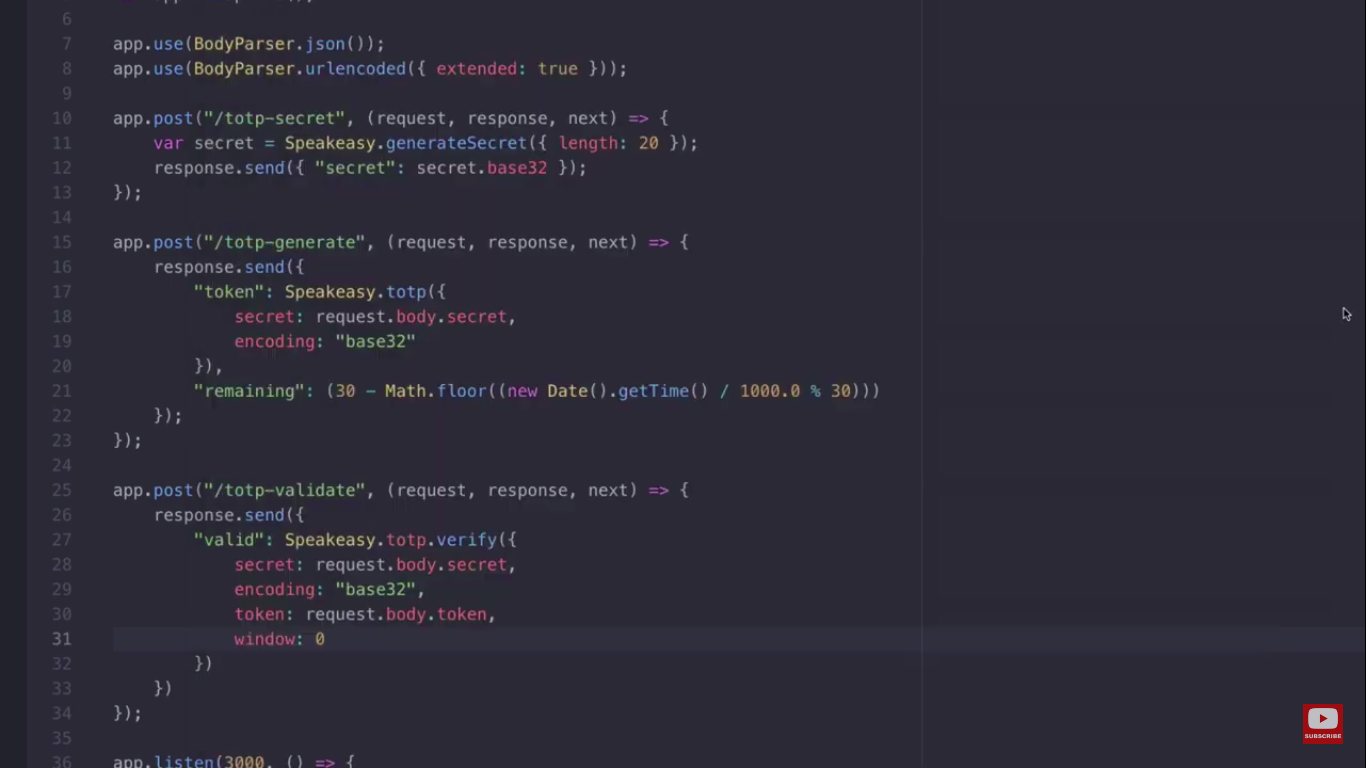 6
7 app.use(BodyParser.json());
8 app.use(BodyParser.urlencoded({ extended: true }));
9
10 app.post("/totp-secret", (request, response, next) => {
11     var secret = Speakeasy.generateSecret({ length: 20 });
12     response.send({ "secret": secret.base32 });
13 });
14
15 app.post("/totp-generate", (request, response, next) => {
16     response.send({
17         "token": Speakeasy.totp({
18             secret: request.body.secret,
19             encoding: "base32"
20         }),
21         "remaining": (30 - Math.floor((new Date().getTime() / 1000.0 % 30)))
22     });
23 });
24
25 app.post("/totp-validate", (request, response, next) => {
26     response.send({
27         "valid": Speakeasy.totp.verify({
28             secret: request.body.secret,
29             encoding: "base32",
30             token: request.body.token,
31             window: 0
32         })
33     })
34 });
35
36 app.listen(3000, () => {
SUBSCRIBE